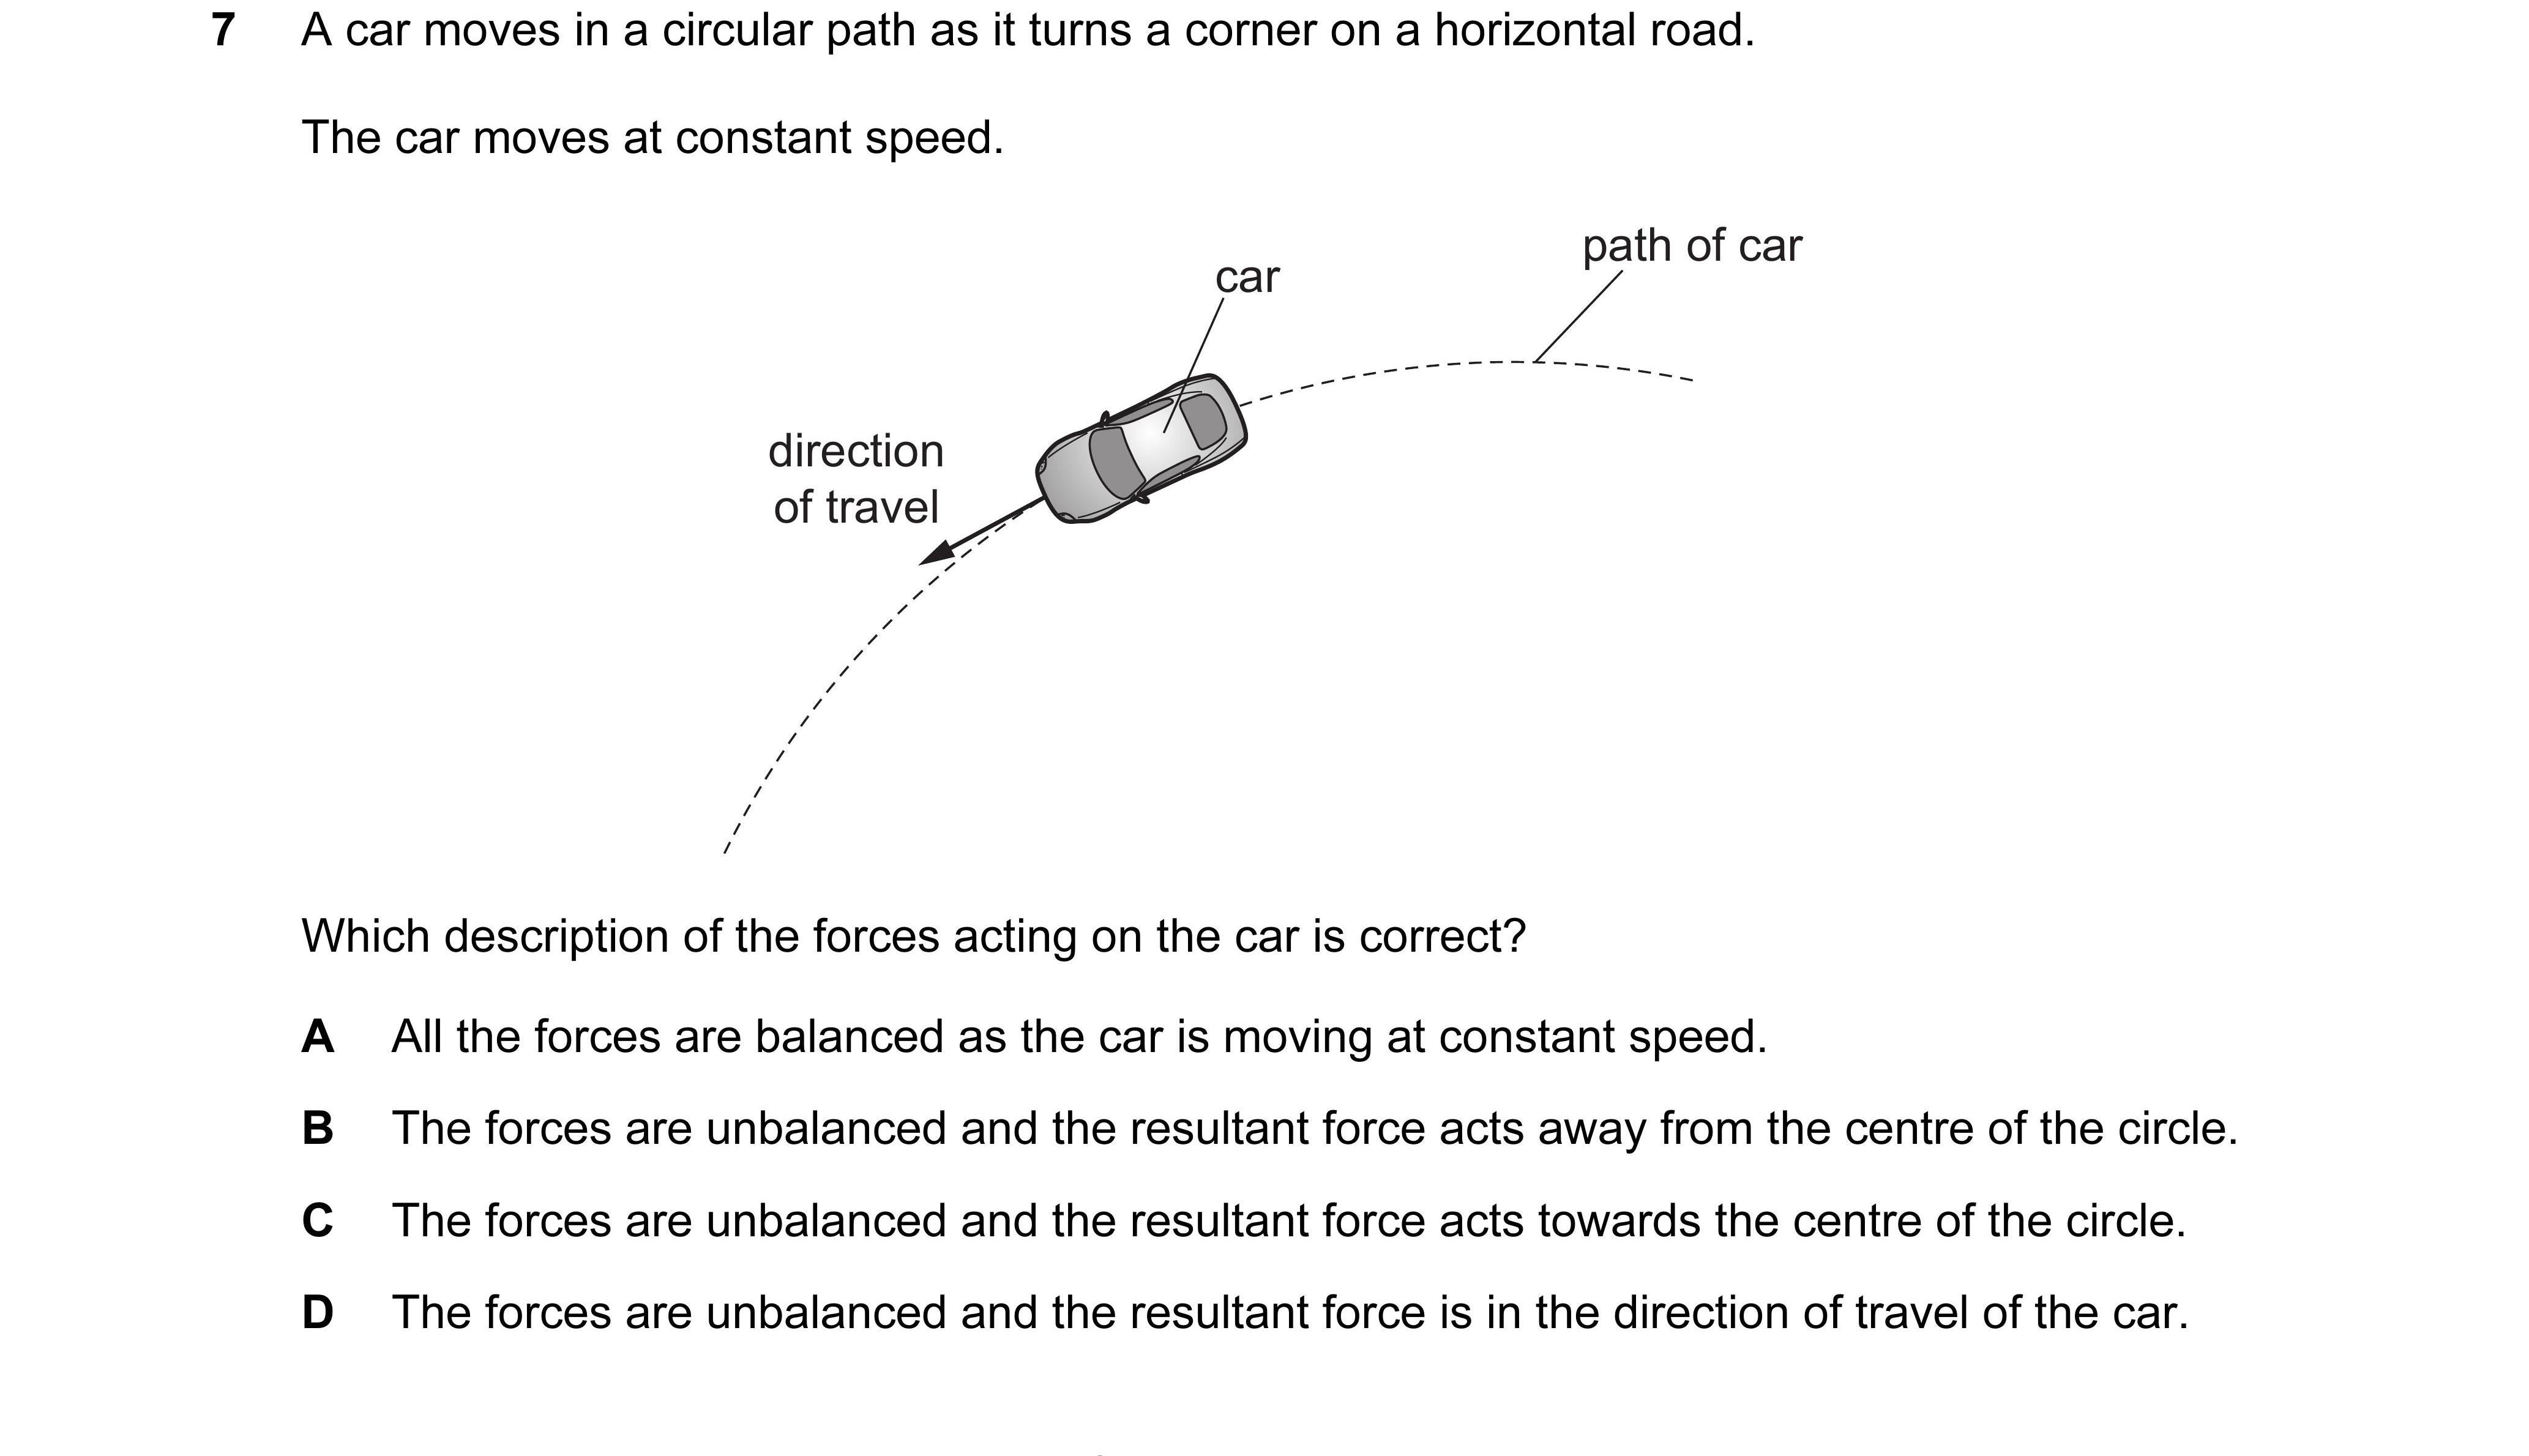 7 A car moves in a circular path as it turns a corner on a horizontal road.
The car moves at constant speed.
path of car
car
direction
of travel
Which description of the forces acting on the car is correct?
A All the forces are balanced as the car is moving at constant speed.
B The forces are unbalanced and the resultant force acts away from the centre of the circle.
C The forces are unbalanced and the resultant force acts towards the centre of the circle.
D The forces are unbalanced and the resultant force is in the direction of travel of the car.